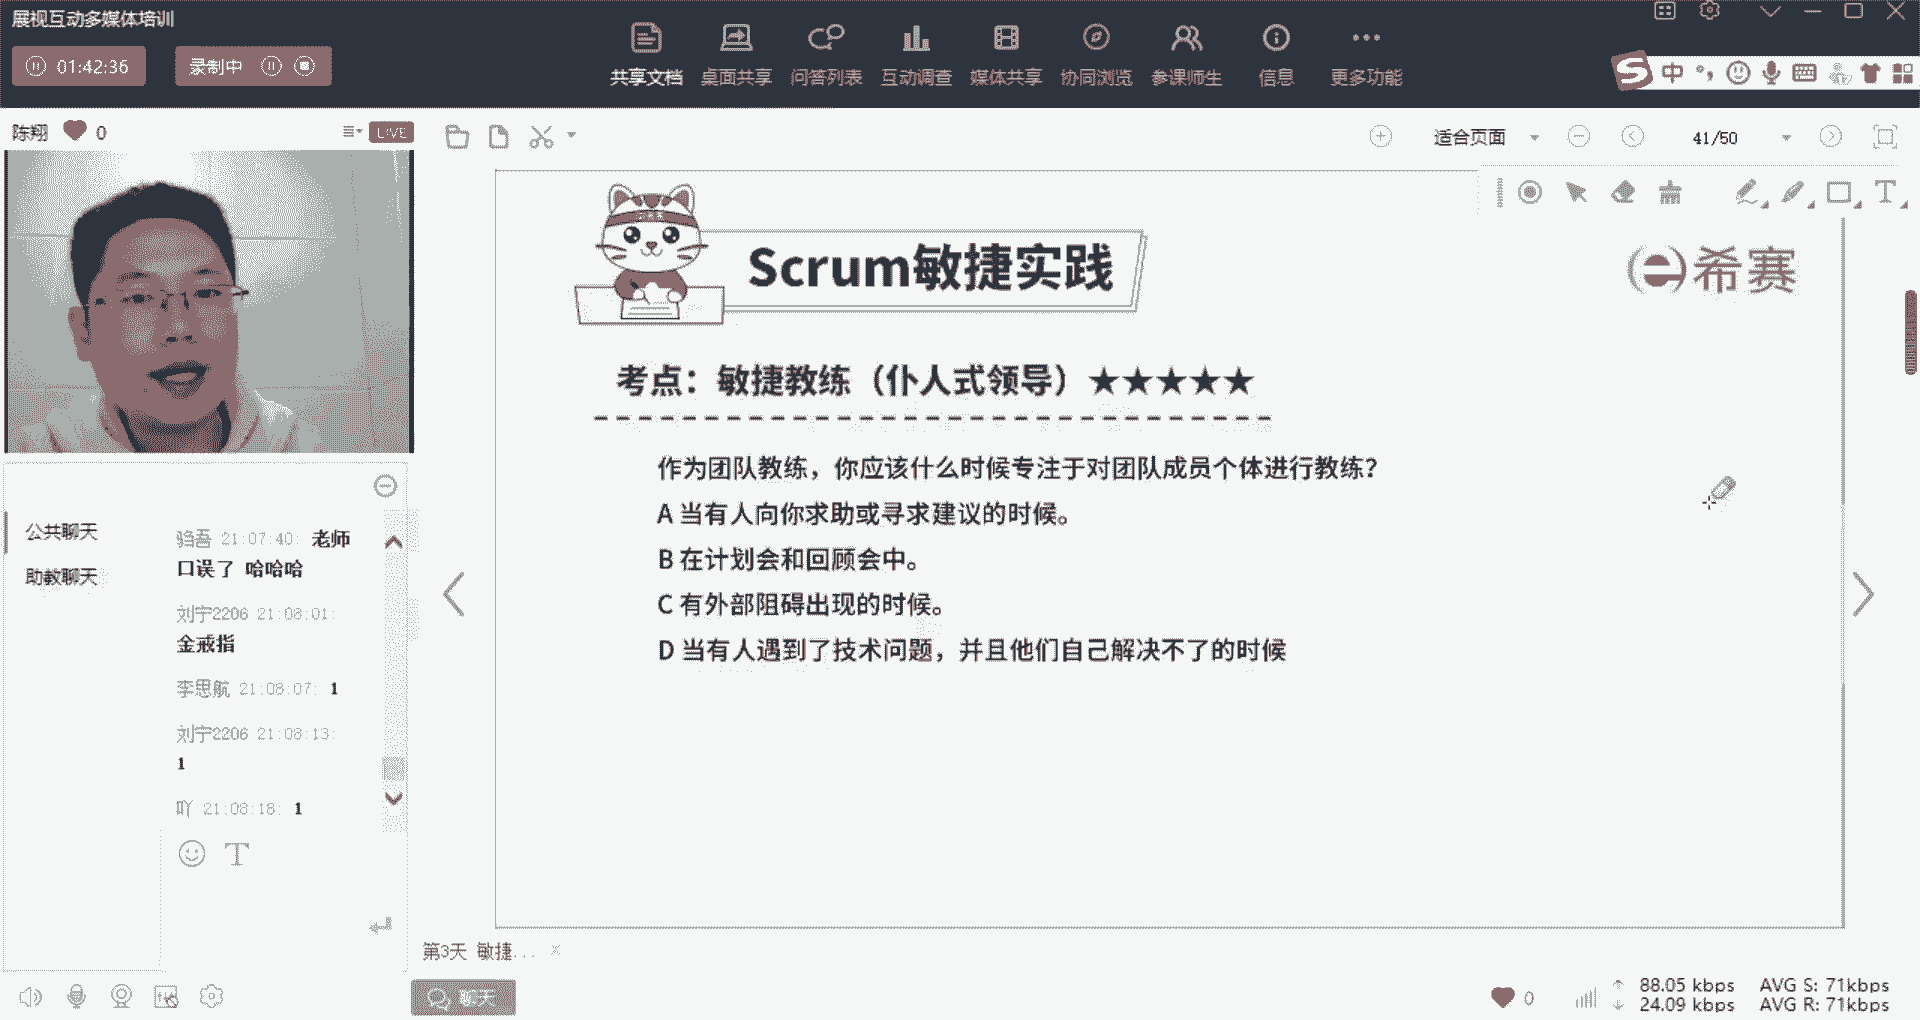 展视互动多媒体培训
01:42:36
录制中
共享文档
桌面共享
问答列表
互动调查
媒体共享
协同浏览
参课师生
信息
更多功能
中
陈翔
0
LIVE
适合页面
41/50
Scrum敏捷实践
希赛
考点：敏捷教练（仆人式领导）★★★★★
作为团队教练，你应该什么时候专注于对团队成员个体进行教练？
A 当有人向你求助或寻求建议的时候。
B 在计划会和回顾会中。
C 有外部阻碍出现的时候。
D 当有人遇到了技术问题，并且他们自己解决不了的时候
公共聊天
助教聊天
驺吾 21:07:40: 老师
口误了 哈哈哈
刘宇2206 21:08:01:
金戒指
李思航 21:08:07: 1
刘宇2206 21:08:13:
1
吖 21:08:18: 1
第3天 敏捷...
聊天
0
88.05 kbps
AVG S: 71kbps
24.09 kbps
AVG R: 71kbps